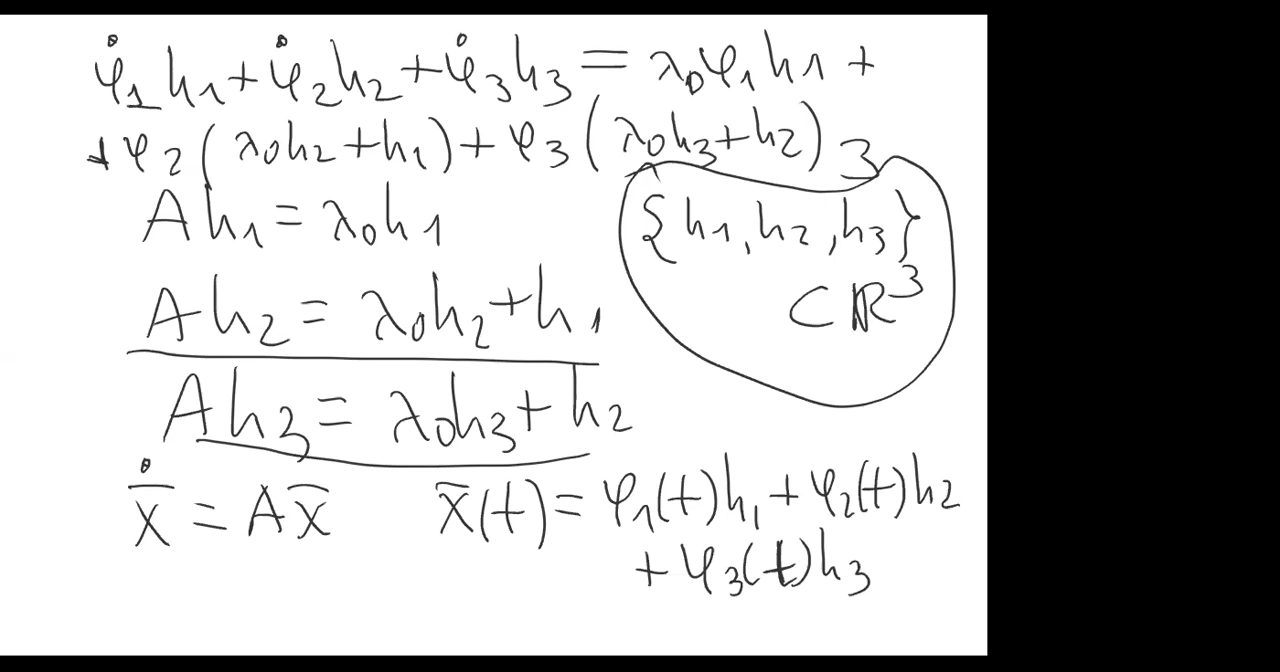 φ̇₁h₁ + φ̇₂h₂ + φ̇₃h₃ = λ₀φ₁h₁ +
+ φ₂(λ₀h₂ + h₁) + φ₃(λ₀h₃ + h₂) 3
Ah₁ = λ₀h₁
{h₁, h₂, h₃}
⊂ ℝ³
Ah₂ = λ₀h₂ + h₁
Ah₃ = λ₀h₃ + h₂
ẋ̅ = Ax̅ x̅(t) = φ₁(t)h₁ + φ₂(t)h₂
+ φ₃(t)h₃